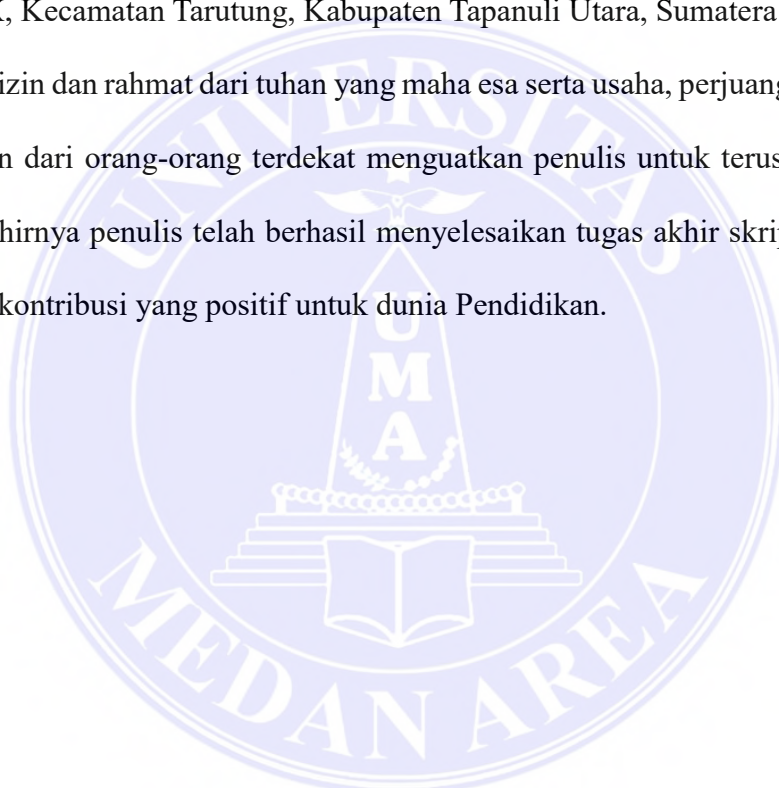 , Kecamatan Tarutung, Kabupaten Tapanuli Utara, Sumatera
izin dan rahmat dari tuhan yang maha esa serta usaha,
n dari orang-orang terdekat menguatkan penulis untuk terus
hirnya penulis telah berhasil menyelesaikan tugas akhir
kontribusi yang positif untuk dunia Pendidikan.
UNIVERSITAS
UMA
MEDAN AREA